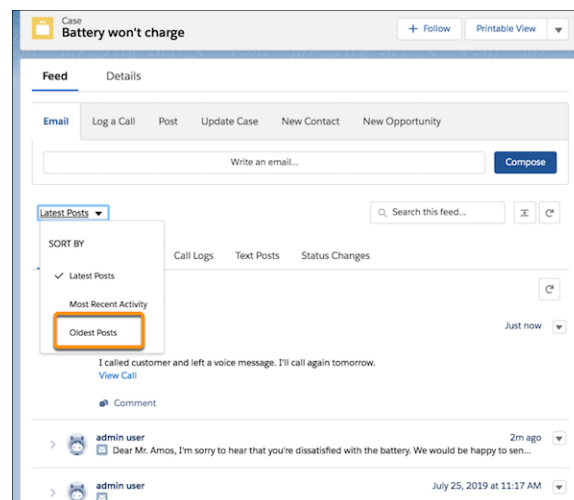 Case
Battery won't charge
+ Follow
Printable View
Feed
Details
Email
Log a Call
Post
Update Case
New Contact
New Opportunity
Write an email...
Compose
Latest Posts
Search this feed...
SORT BY
Latest Posts
Most Recent Activity
Oldest Posts
Call Logs
Text Posts
Status Changes
Just now
I called customer and left a voice message. I'll call again tomorrow.
View Call
Comment
admin user
2m ago
Dear Mr. Amos, I'm sorry to hear that you're dissatisfied with the battery. We would be happy to sen...
admin user
July 25, 2019 at 11:17 AM